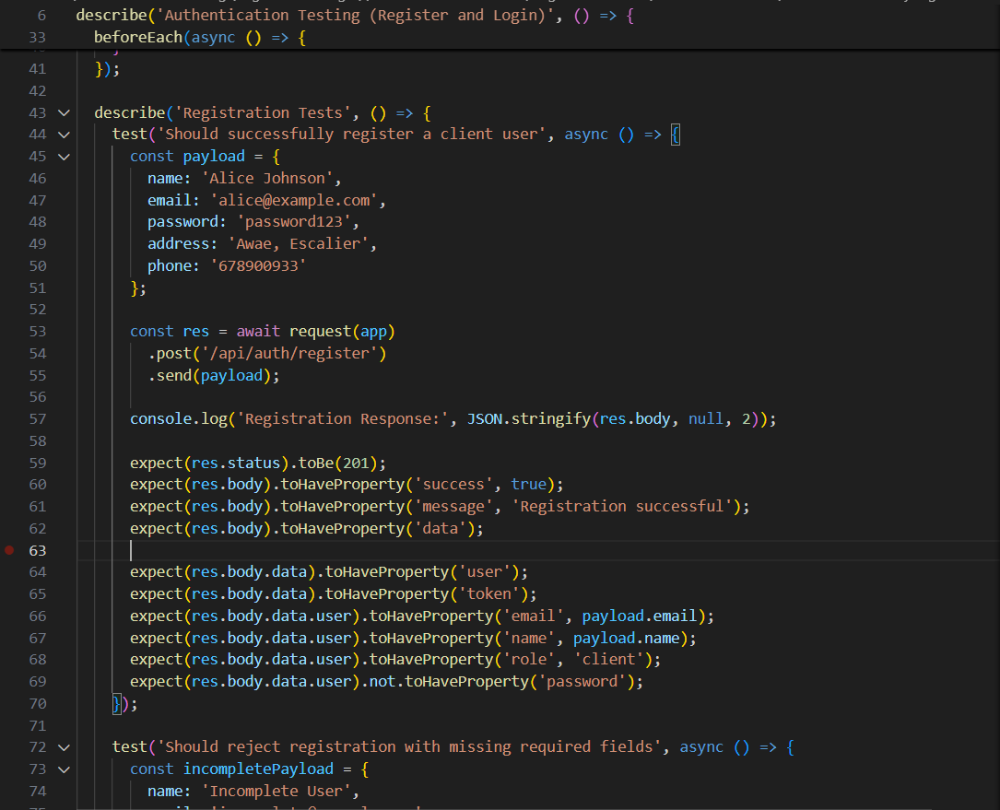 6 describe('Authentication Testing (Register and Login)', () => {
33 beforeEach(async () => {
41 });
42
43 describe('Registration Tests', () => {
44 test('Should successfully register a client user', async () => {
45 const payload = {
46 name: 'Alice Johnson',
47 email: 'alice@example.com',
48 password: 'password123',
49 address: 'Awae, Escalier',
50 phone: '678900933'
51 };
52
53 const res = await request(app)
54 .post('/api/auth/register')
55 .send(payload);
56
57 console.log('Registration Response:', JSON.stringify(res.body, null, 2));
58
59 expect(res.status).toBe(201);
60 expect(res.body).toHaveProperty('success', true);
61 expect(res.body).toHaveProperty('message', 'Registration successful');
62 expect(res.body).toHaveProperty('data');
63
64 expect(res.body.data).toHaveProperty('user');
65 expect(res.body.data).toHaveProperty('token');
66 expect(res.body.data.user).toHaveProperty('email', payload.email);
67 expect(res.body.data.user).toHaveProperty('name', payload.name);
68 expect(res.body.data.user).toHaveProperty('role', 'client');
69 expect(res.body.data.user).not.toHaveProperty('password');
70 });
71
72 test('Should reject registration with missing required fields', async () => {
73 const incompletePayload = {
74 name: 'Incomplete User',